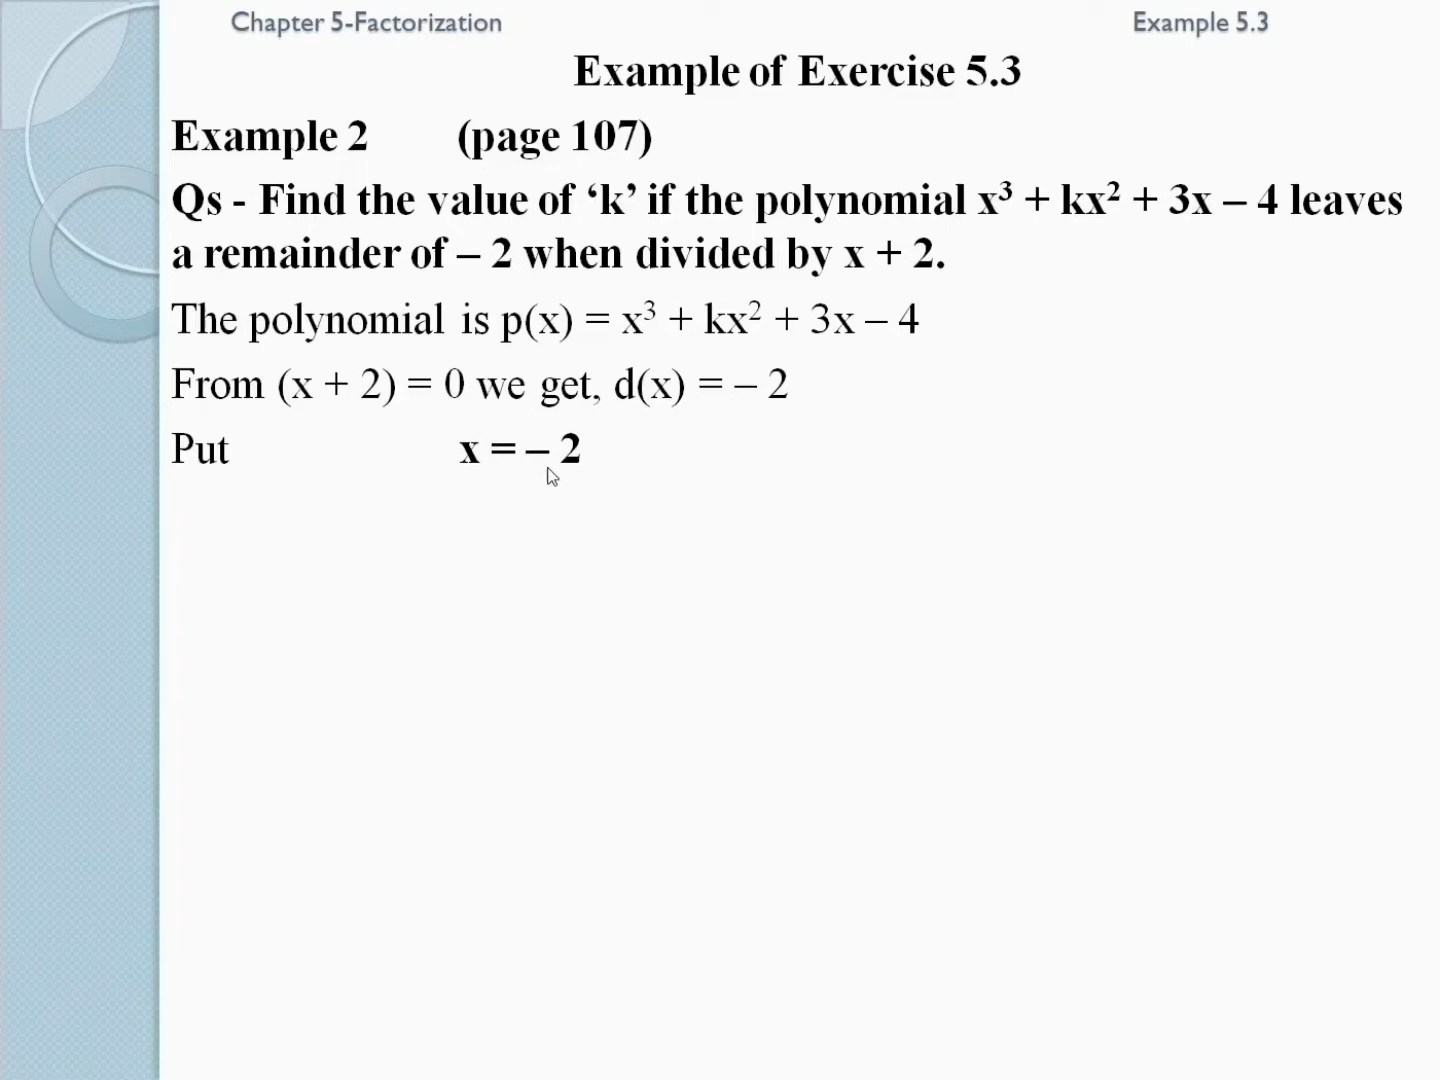 Chapter 5-Factorization Example 5.3
Example of Exercise 5.3
Example 2 (page 107)
Qs - Find the value of ‘k’ if the polynomial x³ + kx² + 3x – 4 leaves
a remainder of – 2 when divided by x + 2.
The polynomial is p(x) = x³ + kx² + 3x – 4
From (x + 2) = 0 we get, d(x) = – 2
Put x = – 2